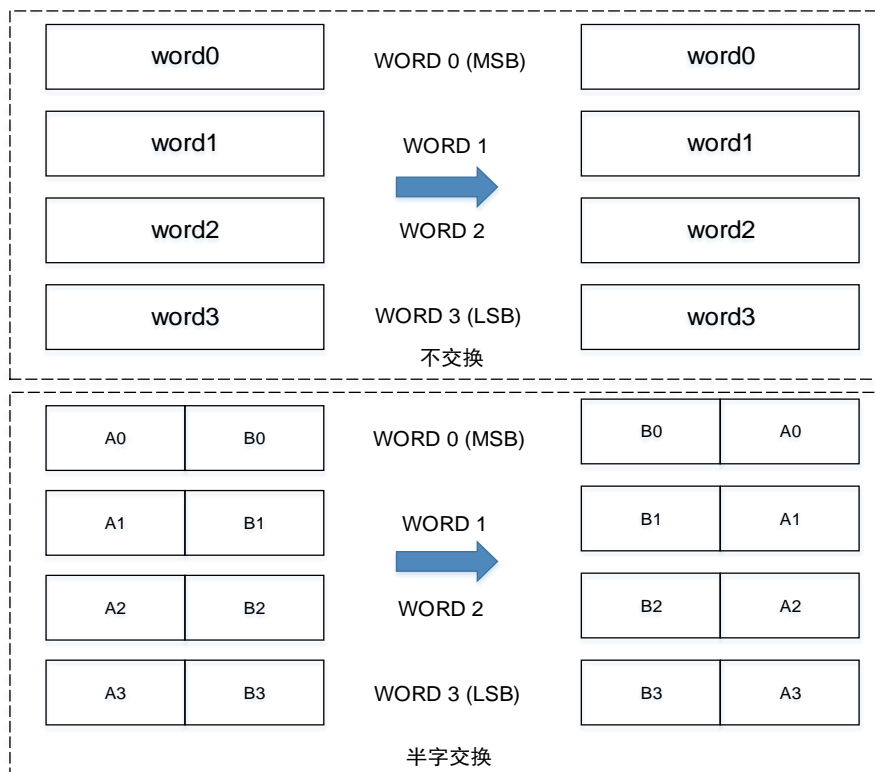 word0 WORD 0 (MSB) word0
word1 WORD 1 word1
word2 WORD 2 word2
word3 WORD 3 (LSB) word3
不交换
A0 B0 WORD 0 (MSB) B0 A0
A1 B1 WORD 1 B1 A1
A2 B2 WORD 2 B2 A2
A3 B3 WORD 3 (LSB) B3 A3
半字交换